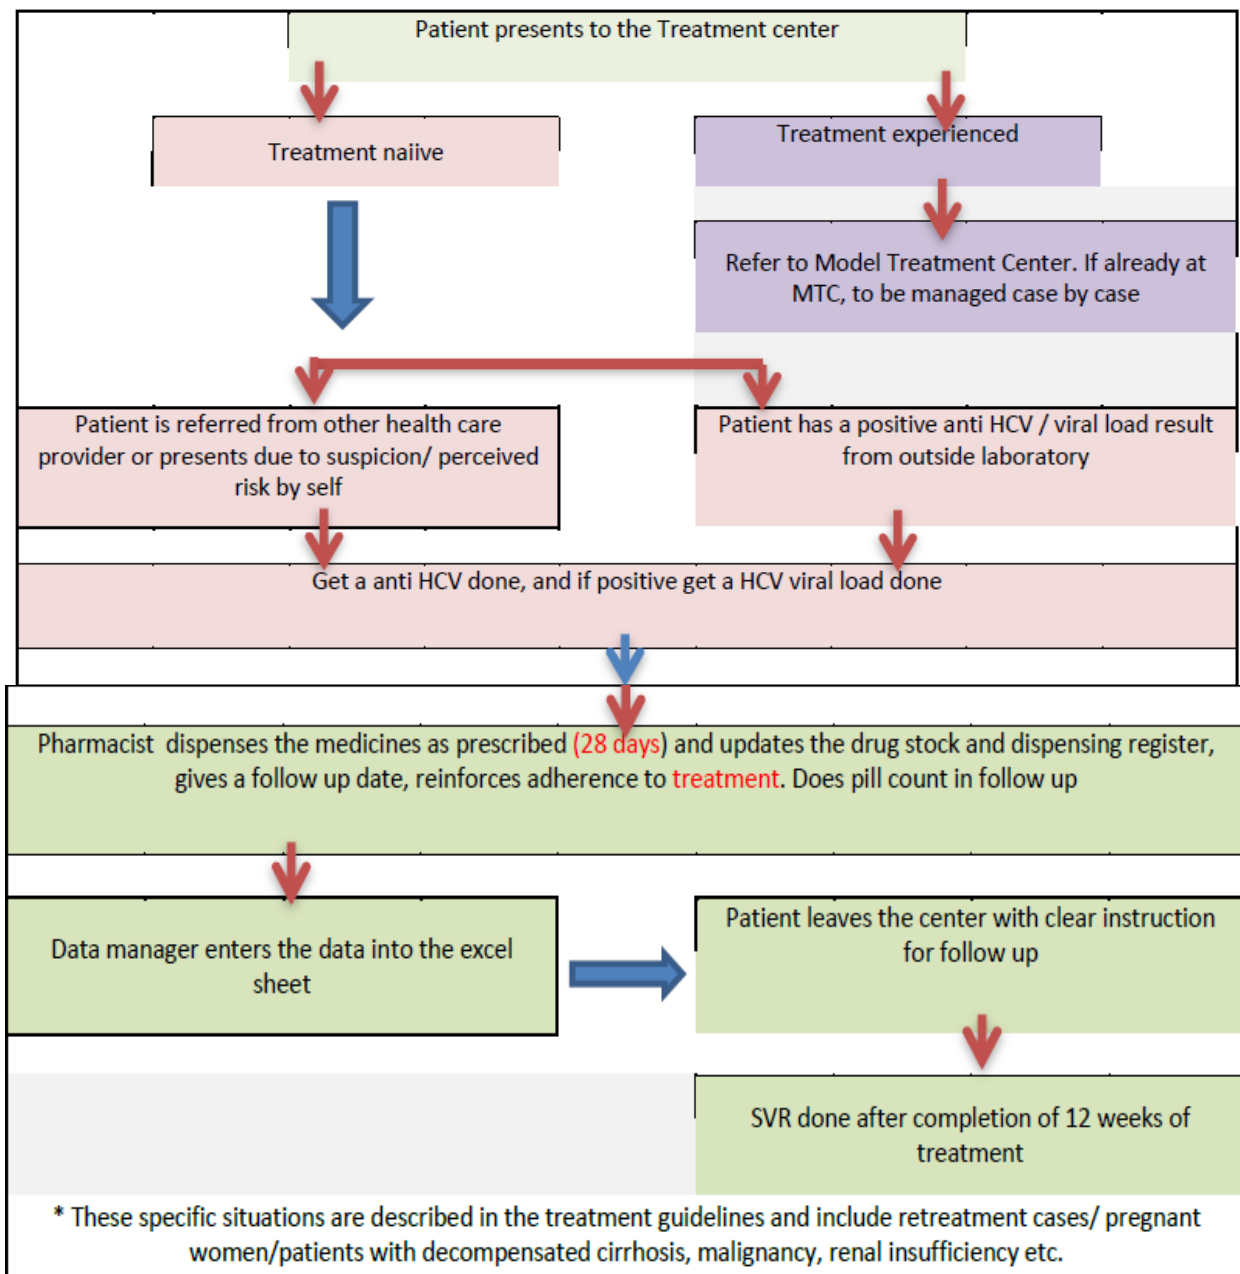 Patient presents to the Treatment center
Treatment naiive
Treatment experienced
Refer to Model Treatment Center. If already at
MTC, to be managed case by case
Patient is referred from other health care
provider or presents due to suspicion/ perceived
risk by self
Patient has a positive anti HCV / viral load result
from outside laboratory
Get a anti HCV done, and if positive get a HCV viral load done
Pharmacist dispenses the medicines as prescribed (28 days) and updates the drug stock and dispensing register,
gives a follow up date, reinforces adherence to treatment. Does pill count in follow up
Data manager enters the data into the excel
sheet
Patient leaves the center with clear instruction
for follow up
SVR done after completion of 12 weeks of
treatment
* These specific situations are described in the treatment guidelines and include retreatment cases/ pregnant
women/patients with decompensated cirrhosis, malignancy, renal insufficiency etc.